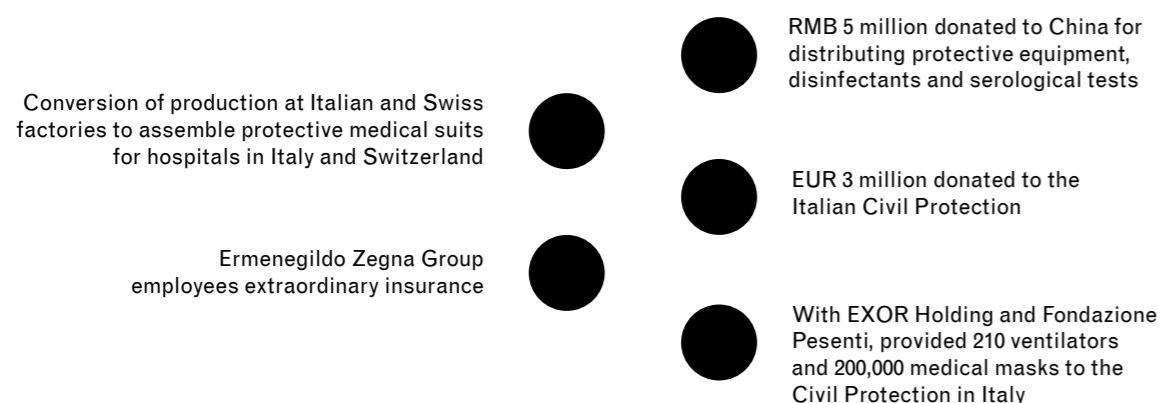 RMB 5 million donated to China for
distributing protective equipment,
disinfectants and serological tests
Conversion of production at Italian and Swiss
factories to assemble protective medical suits
for hospitals in Italy and Switzerland
EUR 3 million donated to the
Italian Civil Protection
Ermenegildo Zegna Group
employees extraordinary insurance
With EXOR Holding and Fondazione
Pesenti, provided 210 ventilators
and 200,000 medical masks to the
Civil Protection in Italy